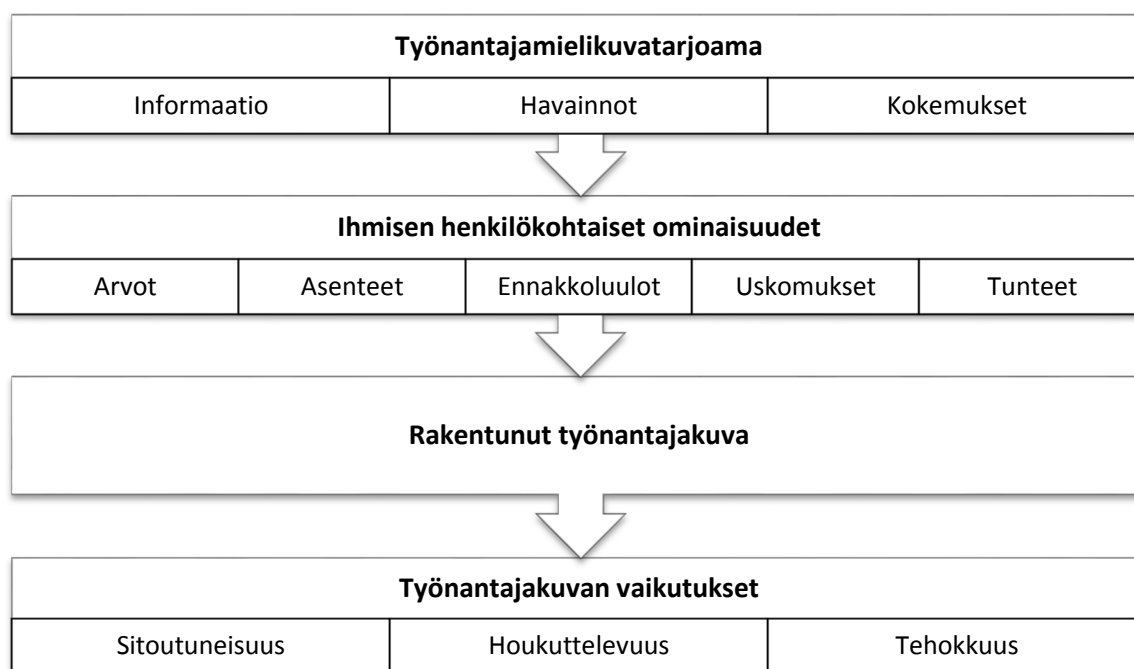 Työnantajamielikuvatarjoama
Informaatio
Havainnot
Kokemukset
Ihmisen henkilökohtaiset ominaisuudet
Arvot
Asenteet
Ennakkoluulot
Uskomukset
Tunteet
Rakentunut työnantajakuva
Työnantajakuvan vaikutukset
Sitoutuneisuus
Houkuttelevuus
Tehokkuus